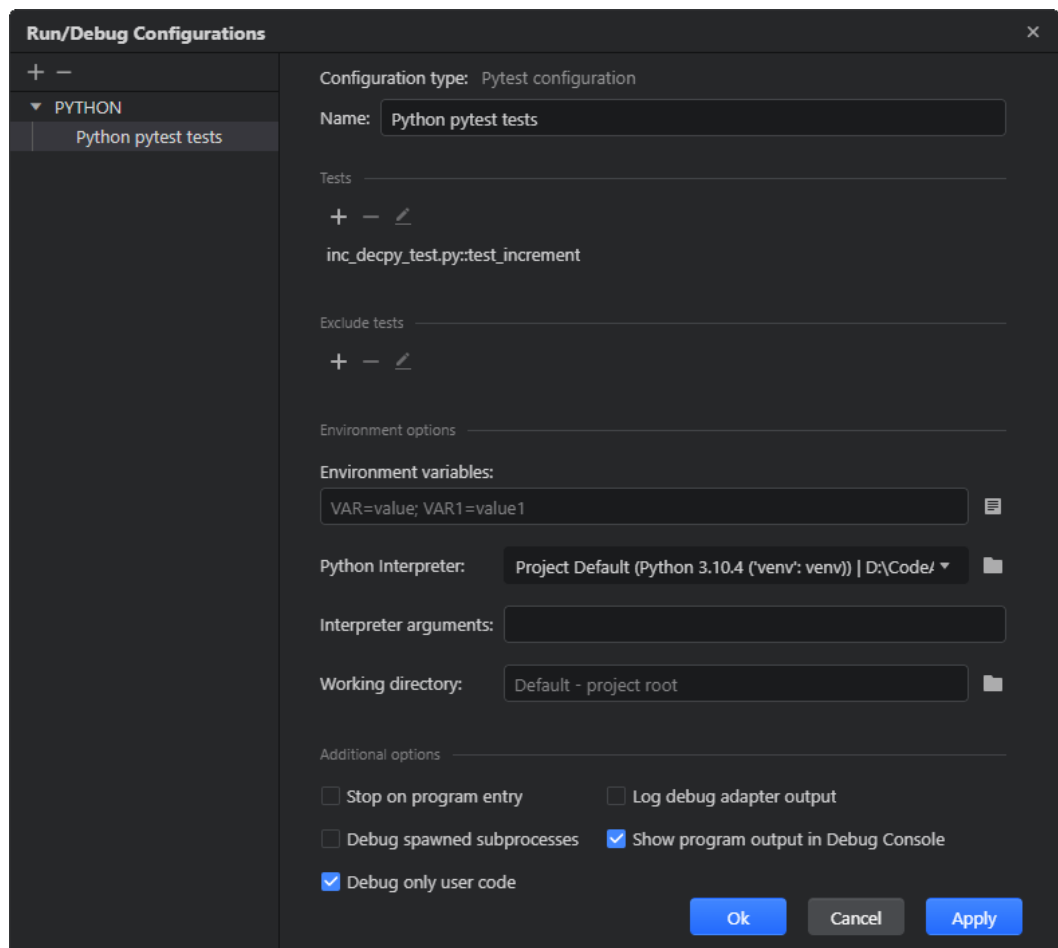 Run/Debug Configurations
PYTHON
Python pytest tests
Configuration type: Pytest configuration
Name: Python pytest tests
Tests
inc_decpy_test.py::test_increment
Exclude tests
Environment options
Environment variables:
VAR=value; VAR1=value1
Python Interpreter: Project Default (Python 3.10.4 ('venv': venv)) | D:\Code
Interpreter arguments:
Working directory: Default - project root
Additional options
Stop on program entry Log debug adapter output
Debug spawned subprocesses Show program output in Debug Console
Debug only user code
Ok Cancel Apply